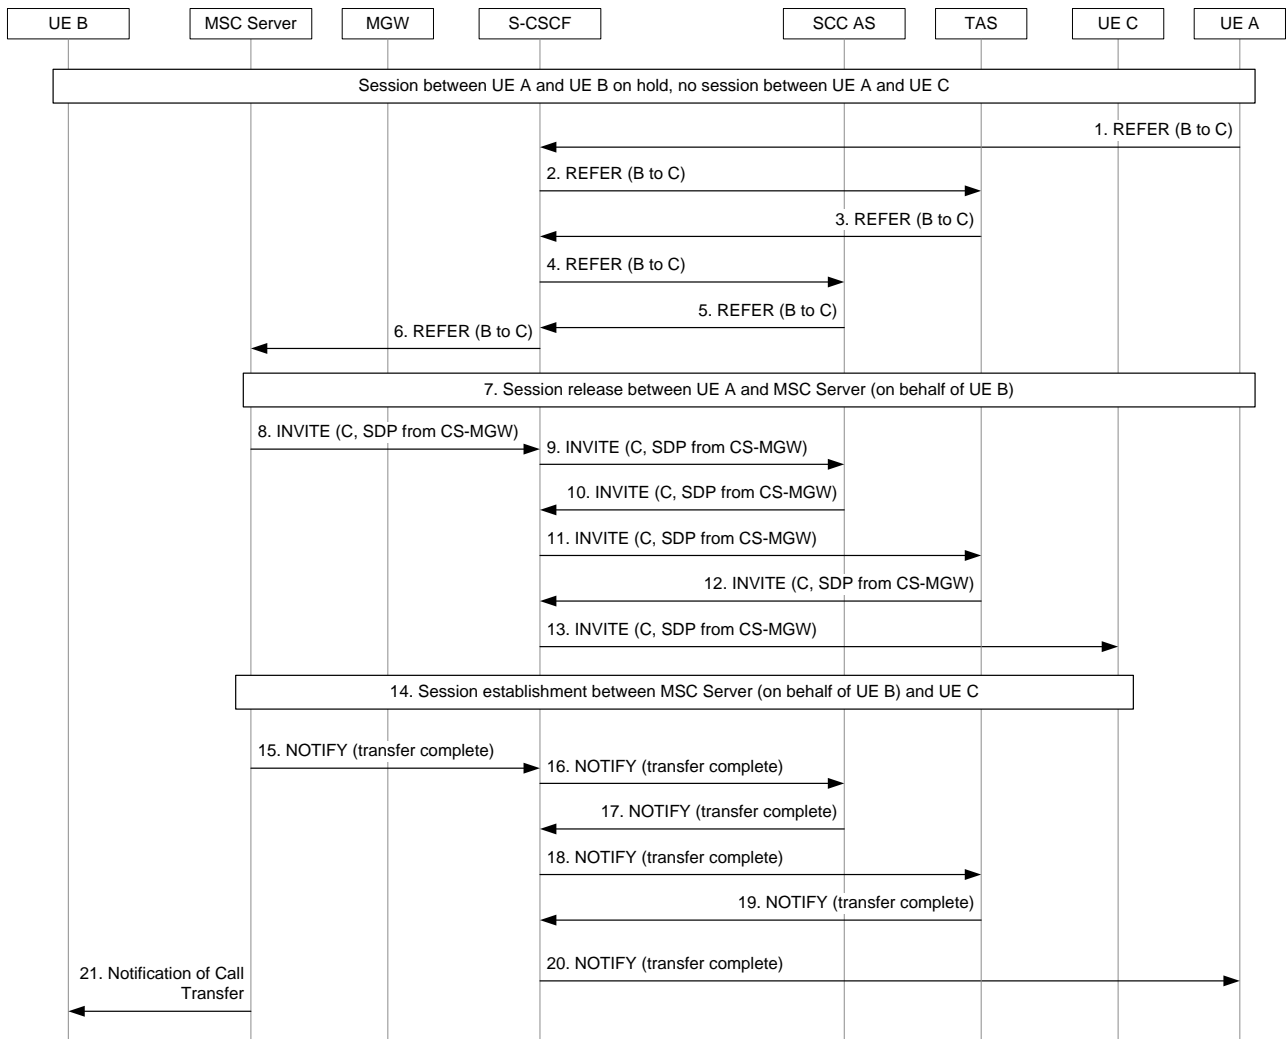 UE B
MSC Server
MGW
S-CSCF
SCC AS
TAS
UE C
UE A
Session between UE A and UE B on hold, no session between UE A and UE C
1. REFER (B to C)
2. REFER (B to C)
3. REFER (B to C)
4. REFER (B to C)
5. REFER (B to C)
6. REFER (B to C)
7. Session release between UE A and MSC Server (on behalf of UE B)
8. INVITE (C, SDP from CS-MGW)
9. INVITE (C, SDP from CS-MGW)
10. INVITE (C, SDP from CS-MGW)
11. INVITE (C, SDP from CS-MGW)
12. INVITE (C, SDP from CS-MGW)
13. INVITE (C, SDP from CS-MGW)
14. Session establishment between MSC Server (on behalf of UE B) and UE C
15. NOTIFY (transfer complete)
16. NOTIFY (transfer complete)
17. NOTIFY (transfer complete)
18. NOTIFY (transfer complete)
19. NOTIFY (transfer complete)
20. NOTIFY (transfer complete)
21. Notification of Call
Transfer